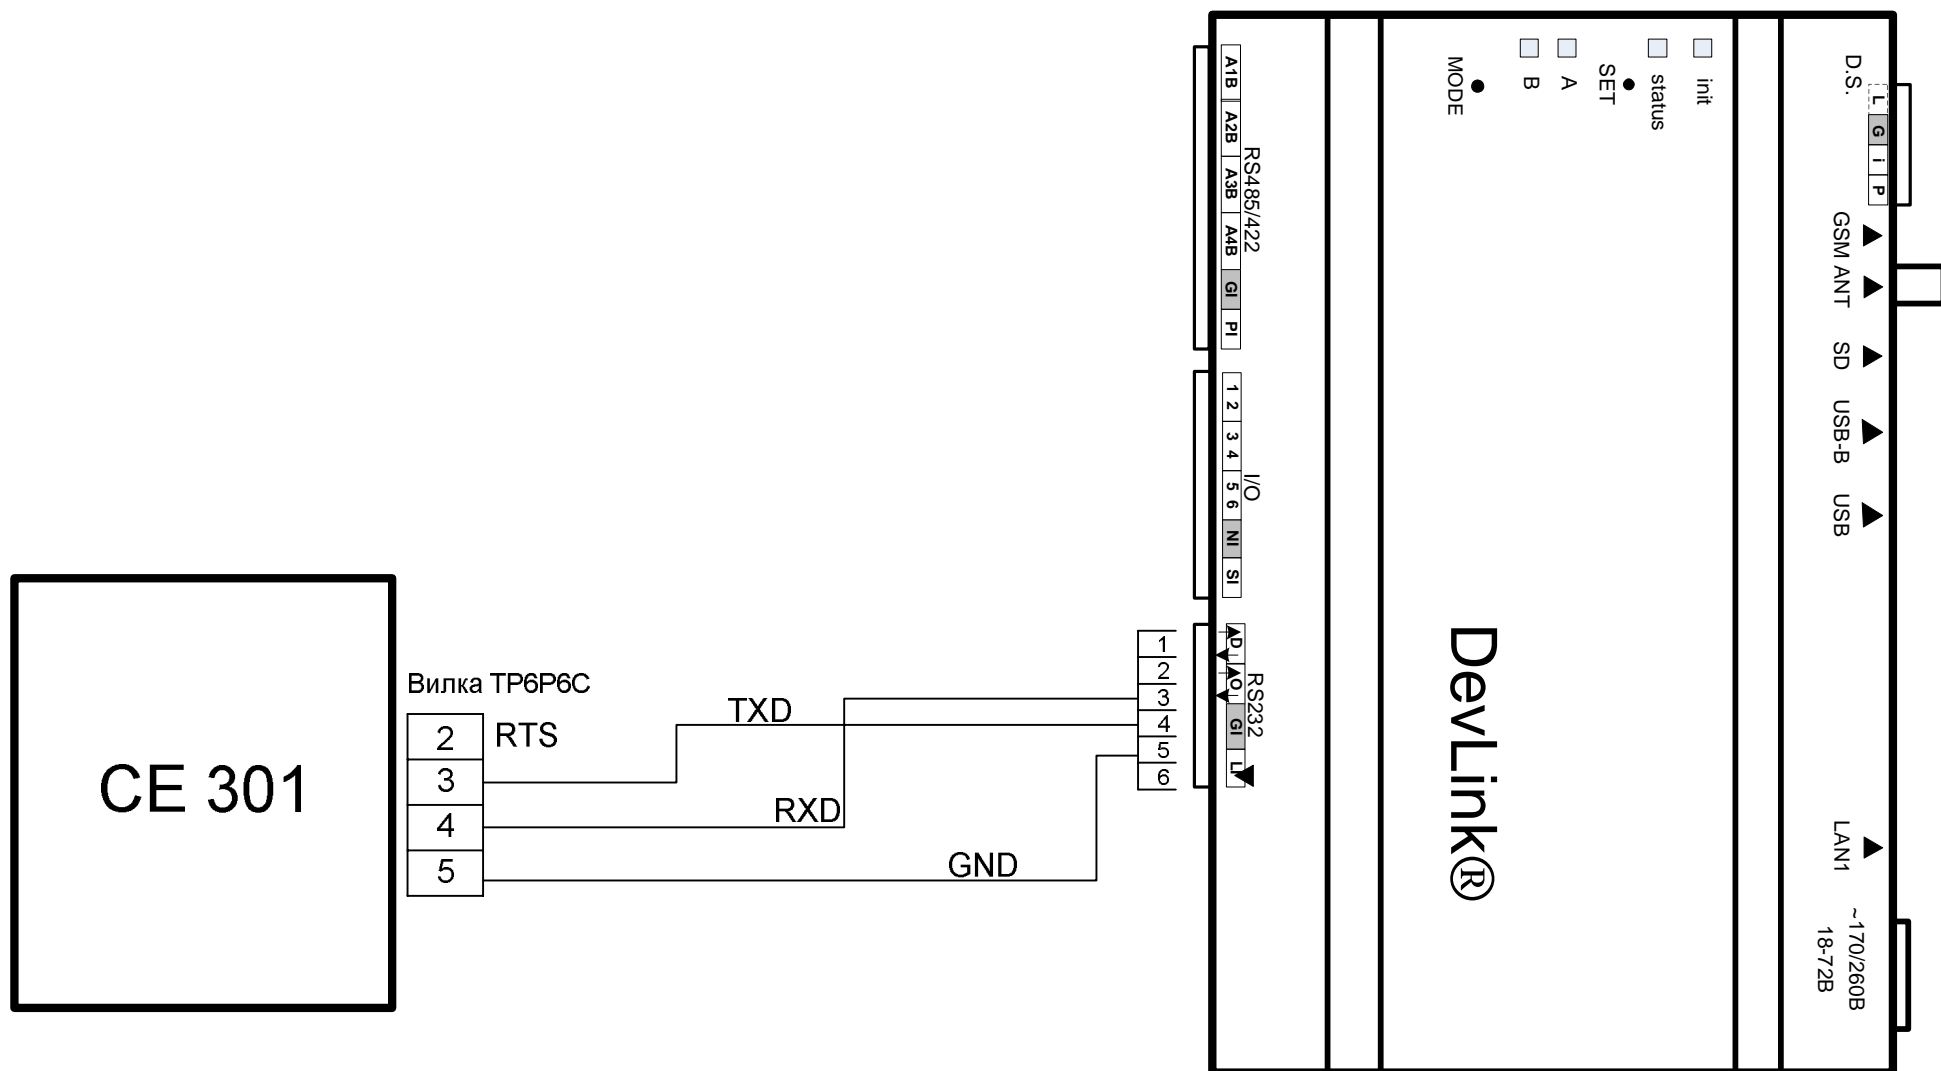 CE 301
Вилка TP6P6C
2
RTS
3
4
5
TXD
RXD
GND
1
2
3
4
5
6
A1B
A2B
A3B
A4B
GI
PI
RS485/422
1 2
3 4
5 6
NI
SI
I/O
D
O
GI
LI
RS232
MODE
B
A
SET
status
init
DevLink®
D.S.
L
G
i
P
GSM ANT
SD
USB-B
USB
LAN1
~170/260В
18-72В